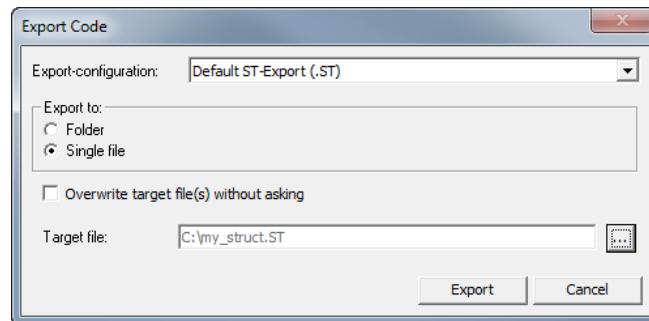 Export Code
Export-configuration: Default ST-Export (.ST)
Export to:
Folder
Single file
Overwrite target file(s) without asking
Target file: C:\my_struct.ST ...
Export Cancel